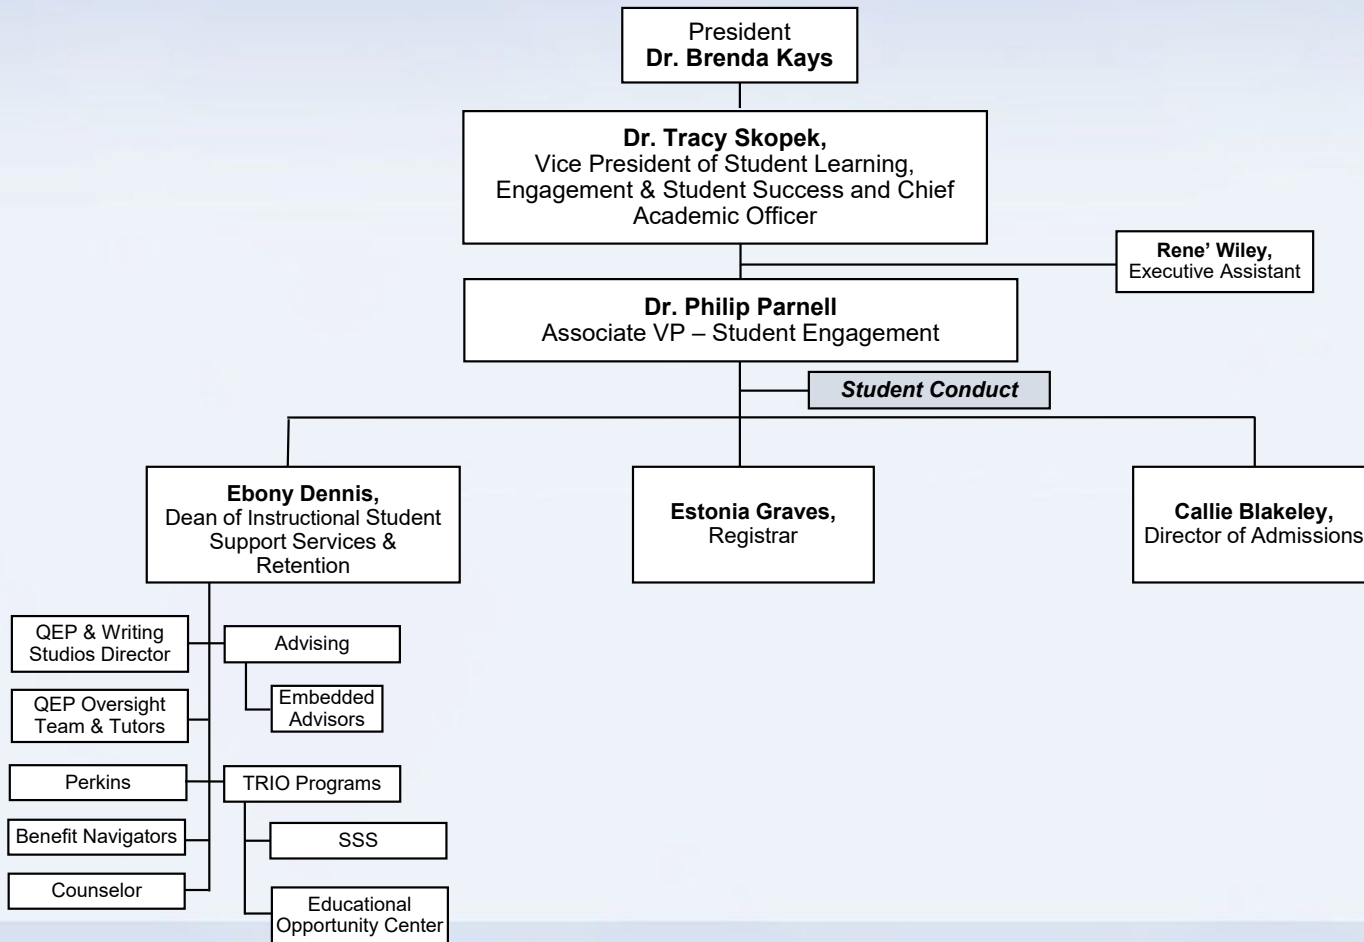 President
Dr. Brenda Kays
Dr. Tracy Skopek,
Vice President of Student Learning,
Engagement & Student Success and Chief
Academic Officer
Rene’ Wiley,
Executive Assistant
Dr. Philip Parnell
Associate VP – Student Engagement
Student Conduct
Ebony Dennis,
Dean of Instructional Student
Support Services &
Retention
Estonia Graves,
Registrar
Callie Blakeley,
Director of Admissions
QEP & Writing
Studios Director
Advising
Embedded
Advisors
QEP Oversight
Team & Tutors
Perkins
TRIO Programs
Benefit Navigators
SSS
Counselor
Educational
Opportunity Center